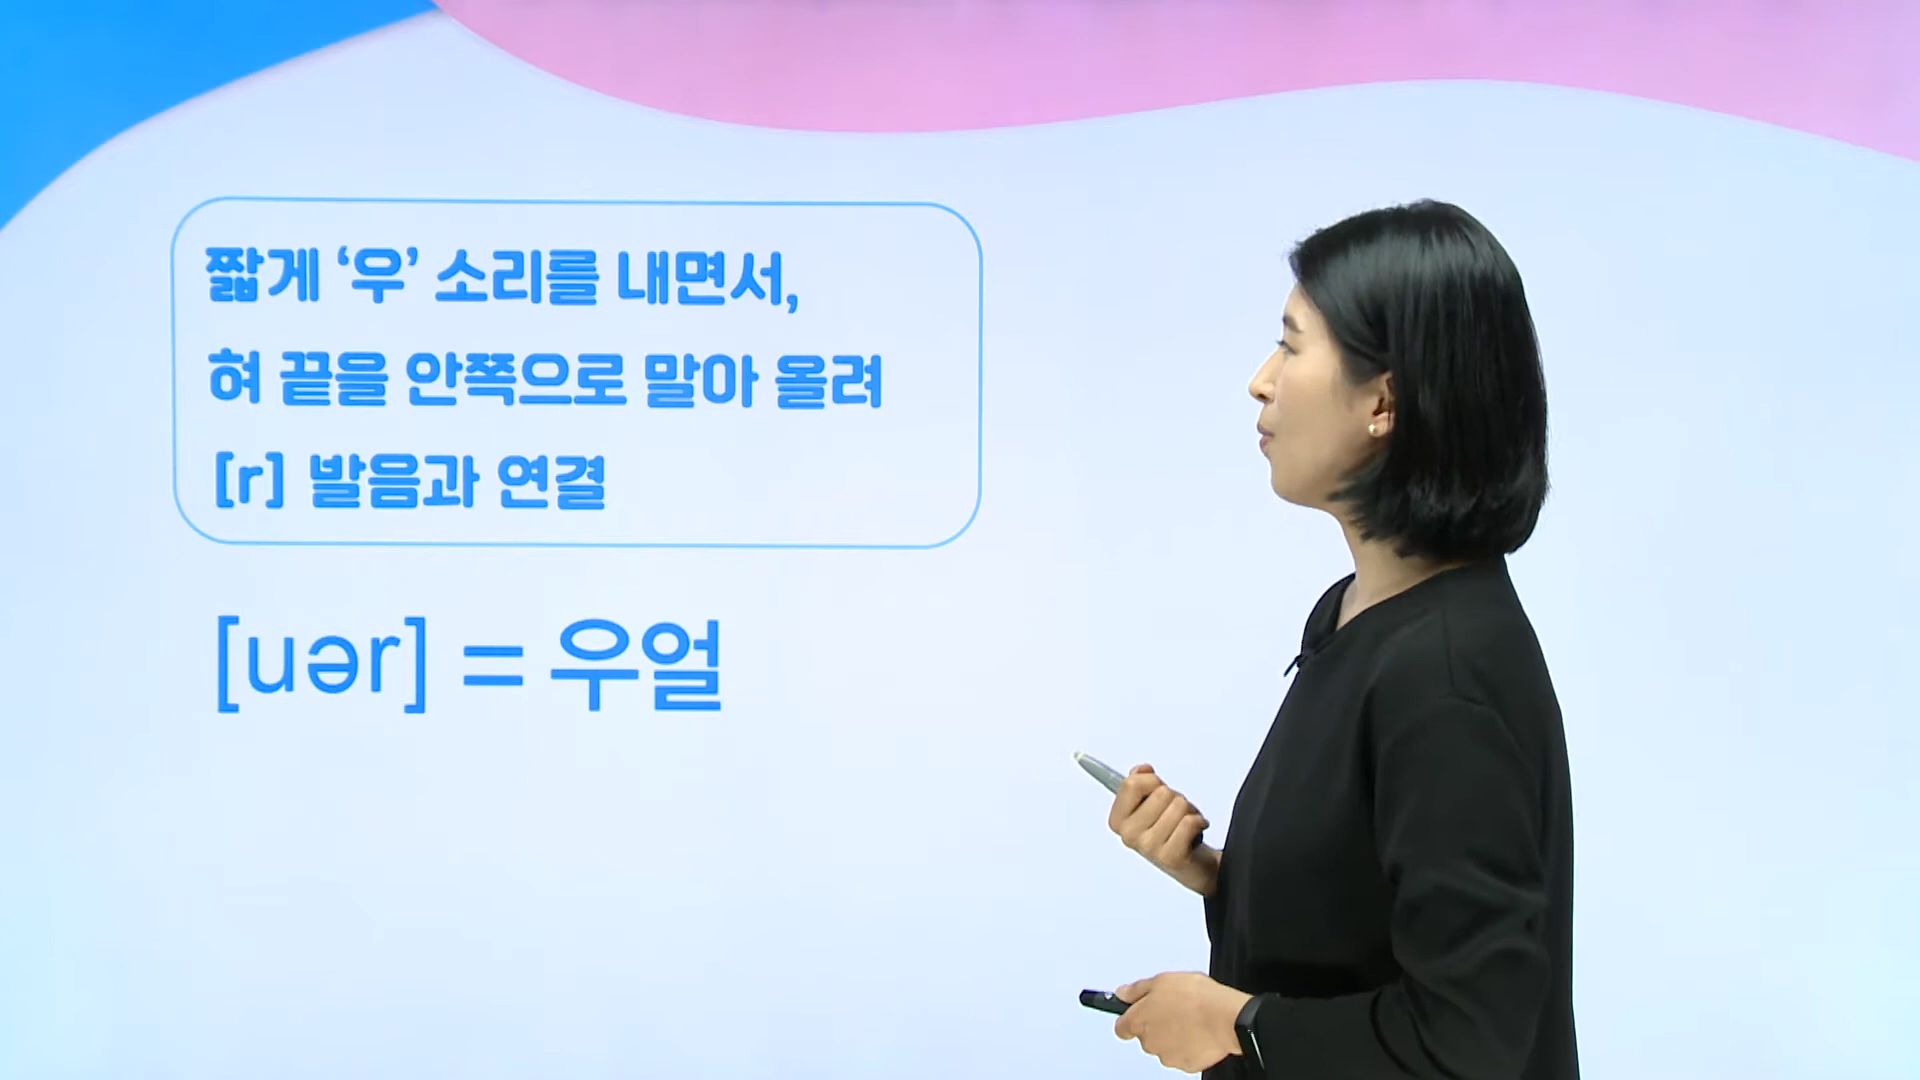 짧게 ‘우’ 소리를 내면서,
혀 끝을 안쪽으로 말아 올려
[r] 발음과 연결
[uər] = 우얼